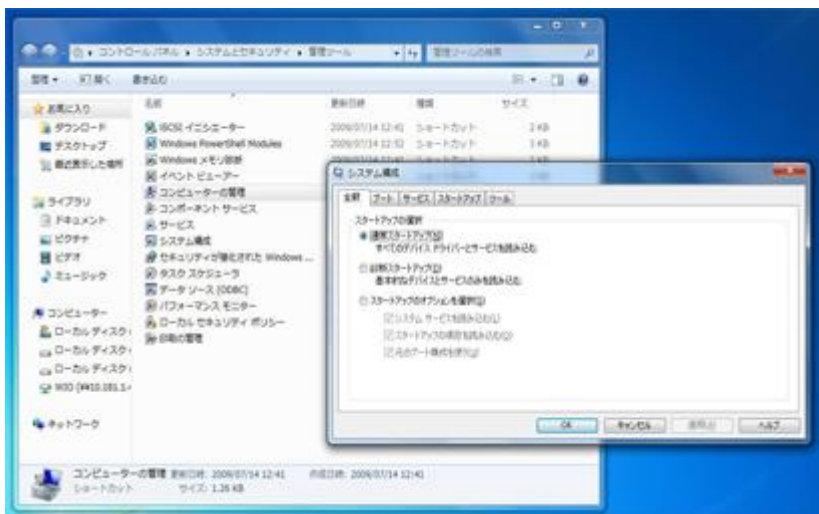 コントロール パネル ▸ システムとセキュリティ ▸ 管理ツール
管理ツールの検索
整理 開く 書き込む
名前 更新日時 種類 サイズ
お気に入り
ダウンロード
デスクトップ
最近表示した場所
ライブラリ
ドキュメント
ピクチャ
ビデオ
ミュージック
コンピューター
ローカル ディスク
ローカル ディスク
ローカル ディスク
ネットワーク
iSCSI イニシエーター 2009/07/14 12:41 ショートカット 2 KB
Windows PowerShell Modules 2009/07/14 12:52 ショートカット 3 KB
Windows メモリ診断
イベント ビューアー
コンピューターの管理
コンポーネント サービス
サービス
システム構成
セキュリティが強化された Windows ...
タスク スケジューラ
データ ソース (ODBC)
パフォーマンス モニター
ローカル セキュリティ ポリシー
印刷の管理
システム構成
全般 ブート サービス スタートアップ ツール
スタートアップの選択
通常スタートアップ(N)
すべてのデバイス ドライバーとサービスを読み込む
診断スタートアップ(D)
基本的なデバイスとサービスのみを読み込む
スタートアップのオプションを選択(S)
システム サービスを読み込む(L)
スタートアップの項目を読み込む(O)
元のブート構成を使う(U)
OK キャンセル 適用(A) ヘルプ
コンピューターの管理 更新日時: 2009/07/14 12:41 作成日時: 2009/07/14 12:41
ショートカット サイズ: 1.26 KB